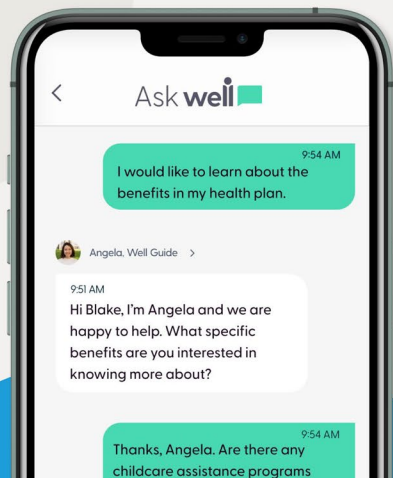 Ask well
9:54 AM
I would like to learn about the
benefits in my health plan.
Angela, Well Guide >
9:51 AM
Hi Blake, I'm Angela and we are
happy to help. What specific
benefits are you interested in
knowing more about?
9:54 AM
Thanks, Angela. Are there any
childcare assistance programs